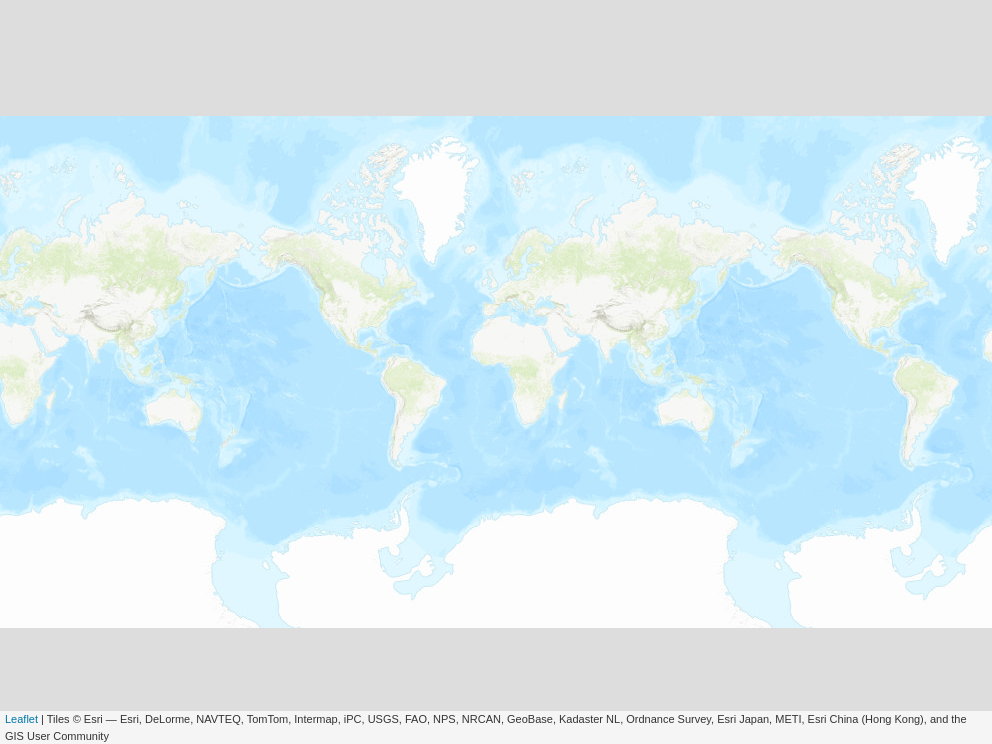 Leaflet | Tiles © Esri — Esri, DeLorme, NAVTEQ, TomTom, Intermap, iPC, USGS, FAO, NPS, NRCAN, GeoBase, Kadaster NL, Ordnance Survey, Esri Japan, METI, Esri China (Hong Kong), and the
GIS User Community